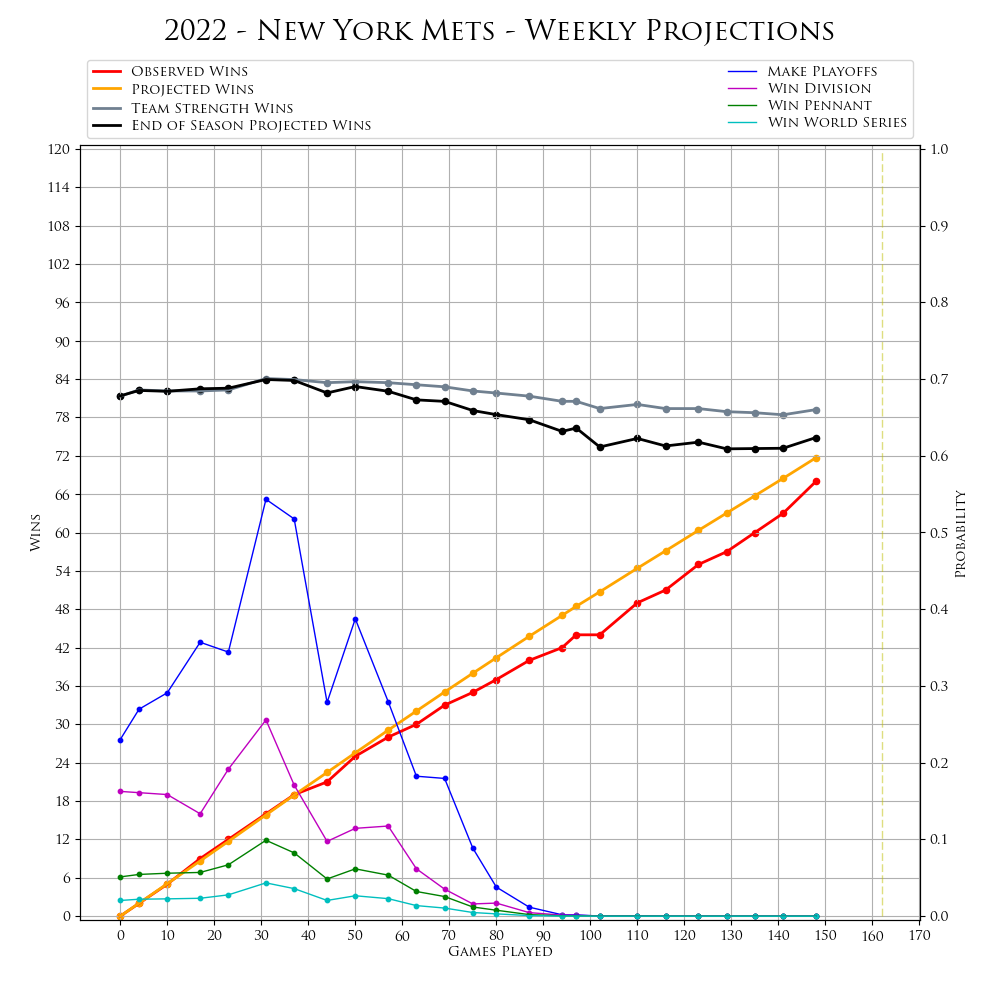 2022 - New York Mets - Weekly Projections
Observed Wins
Projected Wins
Team Strength Wins
End of Season Projected Wins
Make Playoffs
Win Division
Win Pennant
Win World Series
120
114
108
102
96
90
84
78
72
66
60
54
48
42
36
30
24
18
12
6
0
Wins
1.0
0.9
0.8
0.7
0.6
0.5
0.4
0.3
0.2
0.1
0.0
Probability
0 10 20 30 40 50 60 70 80 90 100 110 120 130 140 150 160 170
Games Played